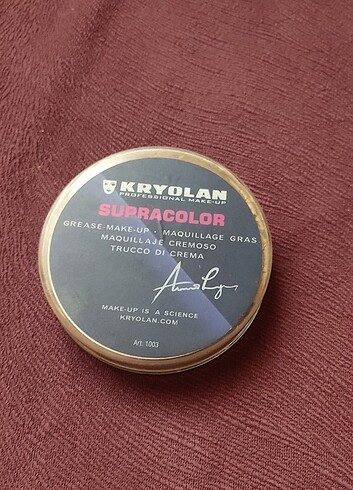 KRYOLAN
PROFESSIONAL MAKE-UP
SUPRACOLOR
GREASE-MAKE-UP - MAQUILLAGE GRAS
MAQUILLAJE CREMOSO
TRUCCO DI CREMA
MAKE-UP IS A SCIENCE
KRYOLAN.COM
Art. 1003